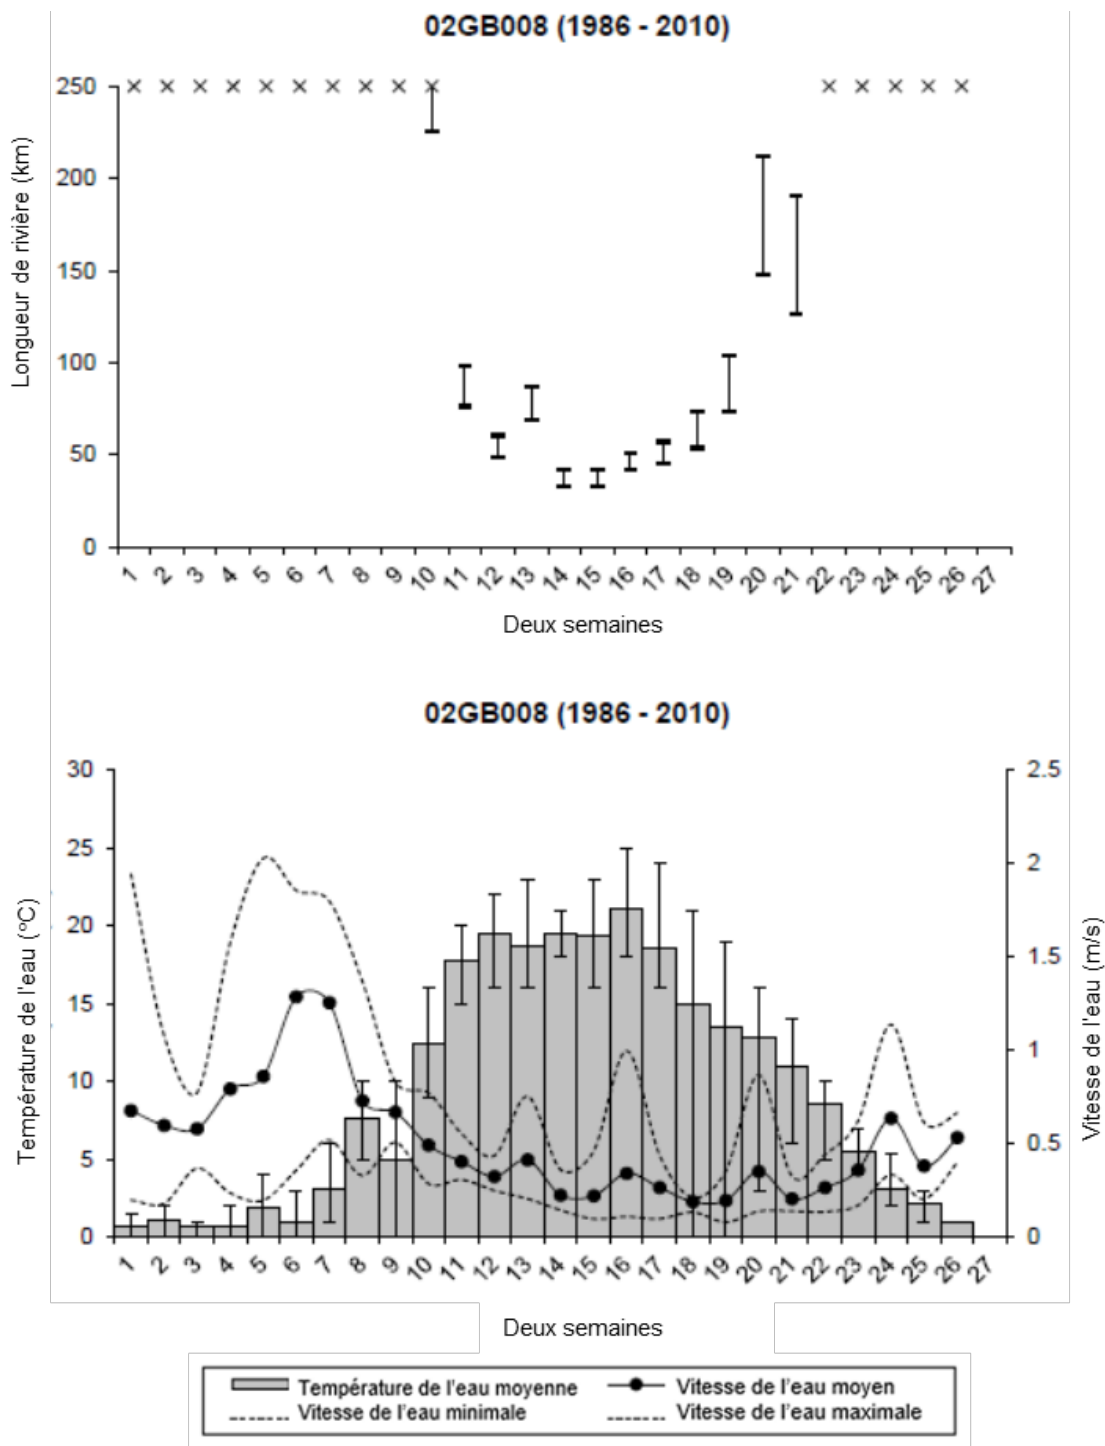 02GB008 (1986 - 2010)
250
200
150
100
50
0
Longueur de rivière (km)
1 2 3 4 5 6 7 8 9 10 11 12 13 14 15 16 17 18 19 20 21 22 23 24 25 26 27
Deux semaines
02GB008 (1986 - 2010)
30
25
20
15
10
5
0
Température de l'eau (°C)
2.5
2
1.5
1
0.5
0
Vitesse de l'eau (m/s)
1 2 3 4 5 6 7 8 9 10 11 12 13 14 15 16 17 18 19 20 21 22 23 24 25 26 27
Deux semaines
Température de l'eau moyenne
Vitesse de l'eau moyen
Vitesse de l'eau minimale
Vitesse de l'eau maximale